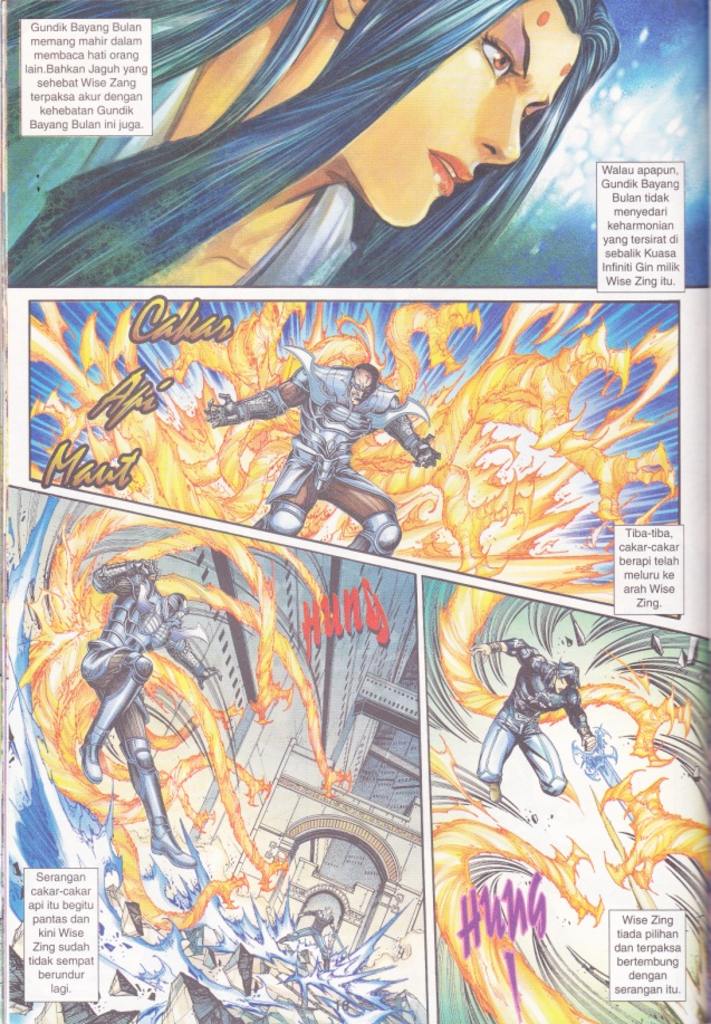 Gundik Bayang Bulan
memang mahir dalam
membaca hati orang
lain.Bahkan Jaguh yang
sehebat Wise Zang
terpaksa akur dengan
kehebatan Gundik
Bayang Bulan ini juga.
Walau apapun,
Gundik Bayang
Bulan tidak
menyedari
keharmonian
yang tersirat di
sebalik Kuasa
Infiniti Gin milik
Wise Zing itu.
Cakar
Api
Maut
Tiba-tiba,
cakar-cakar
berapi telah
meluru ke
arah Wise
Zing.
HUNG
Serangan
cakar-cakar
api itu begitu
pantas dan
kini Wise
Zing sudah
tidak sempat
berundur
lagi.
HUNG
!
Wise Zing
tiada pilihan
dan terpaksa
bertembung
dengan
serangan itu.
16